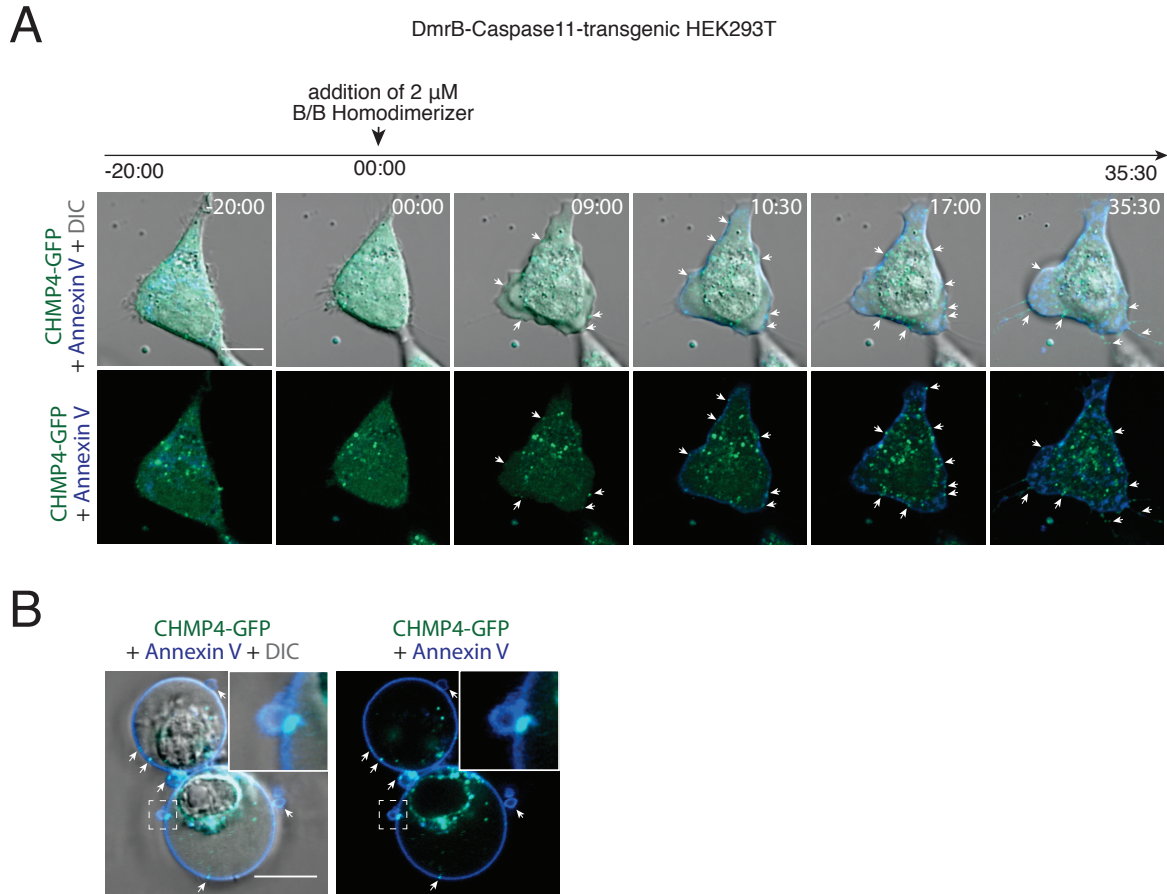 A
DmrB-Caspase11-transgenic HEK293T
addition of 2 μM
B/B Homodimerizer
-20:00
00:00
35:30
CHMP4-GFP
+ Annexin V + DIC
-20:00
00:00
09:00
10:30
17:00
35:30
CHMP4-GFP
+ Annexin V
B
CHMP4-GFP
+ Annexin V + DIC
CHMP4-GFP
+ Annexin V